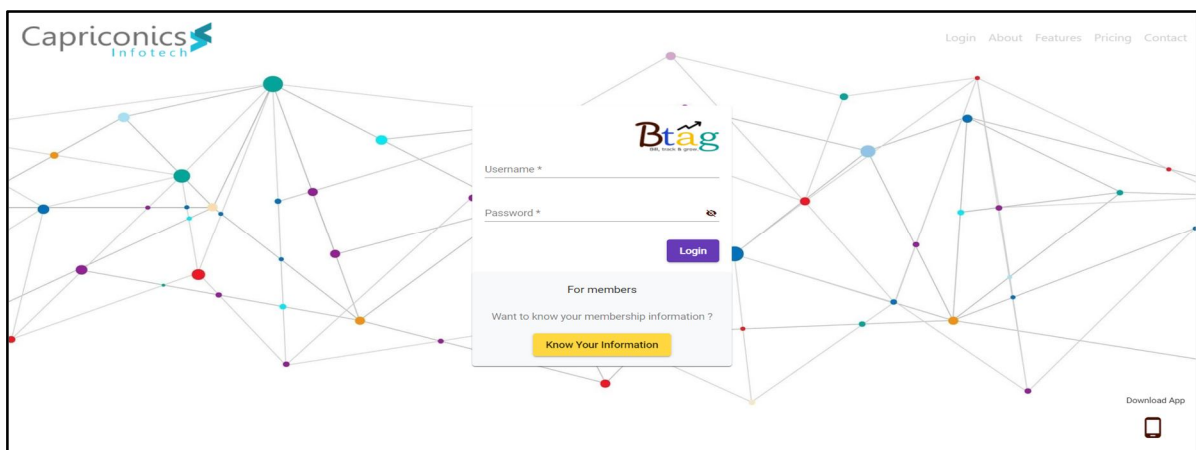 Capriconics
Infotech
Login About Features Pricing Contact
Btag
Bill, track & grow.
Username *
Password *
Login
For members
Want to know your membership information ?
Know Your Information
Download App